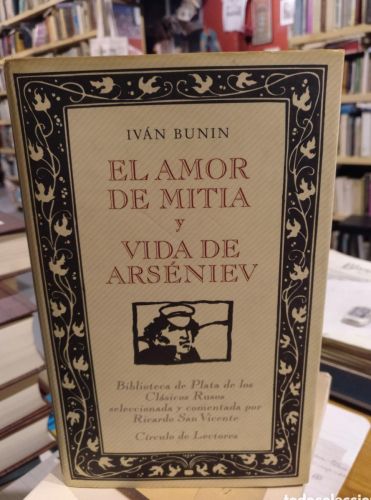 IVÁN BUNIN
EL AMOR
DE MITIA
y
VIDA DE
ARSÉNIEV
Biblioteca de Plata de los
Clásicos Rusos
seleccionada y comentada por
Ricardo San Vicente
Círculo de Lectores